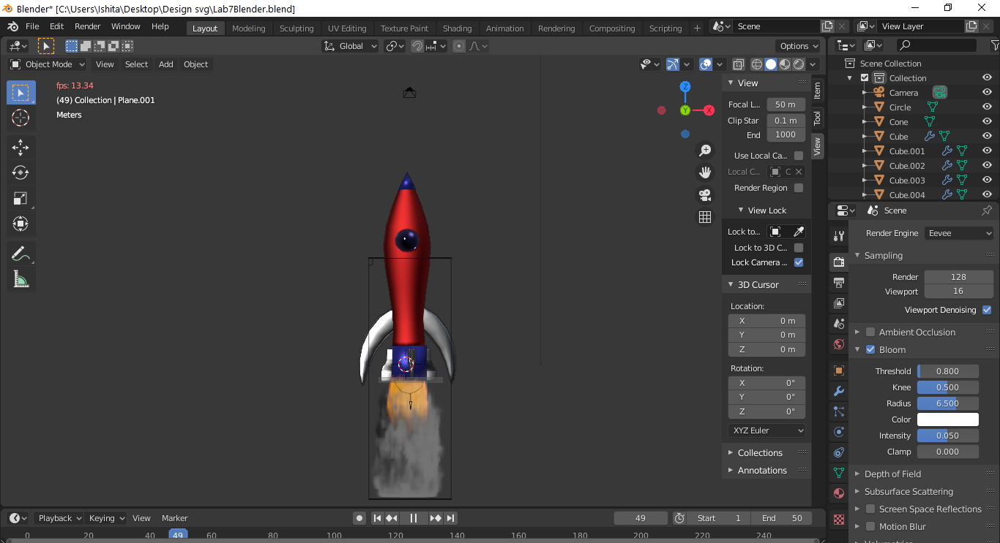 Blender* [C:\Users\Ishita\Desktop\Design svg\Lab7Blender.blend]
File Edit Render Window Help Layout Modeling Sculpting UV Editing Texture Paint Shading Animation Rendering Compositing Scripting + Scene View Layer
Global Options
Object Mode View Select Add Object
fps: 13.34
(49) Collection | Plane.001
Meters
Z
Y
X
View
Focal L... 50 m
Clip Star 0.1 m
End 1000
Use Local Ca...
Local C... C
Render Region
View Lock
Lock to...
Lock to 3D C...
Lock Camera ...
3D Cursor
Location:
X 0 m
Y 0 m
Z 0 m
Rotation:
X 0°
Y 0°
Z 0°
XYZ Euler
Collections
Annotations
Item
Tool
View
Scene Collection
Collection
Camera
Circle
Cone
Cube
Cube.001
Cube.002
Cube.003
Cube.004
Scene
Render Engine Eevee
Sampling
Render 128
Viewport 16
Viewport Denoising
Ambient Occlusion
Bloom
Threshold 0.800
Knee 0.500
Radius 6.500
Color
Intensity 0.050
Clamp 0.000
Depth of Field
Subsurface Scattering
Screen Space Reflections
Motion Blur
Playback Keying View Marker 49 Start 1 End 50
0 20 40 49 60 80 100 120 140 160 180 200 220 240